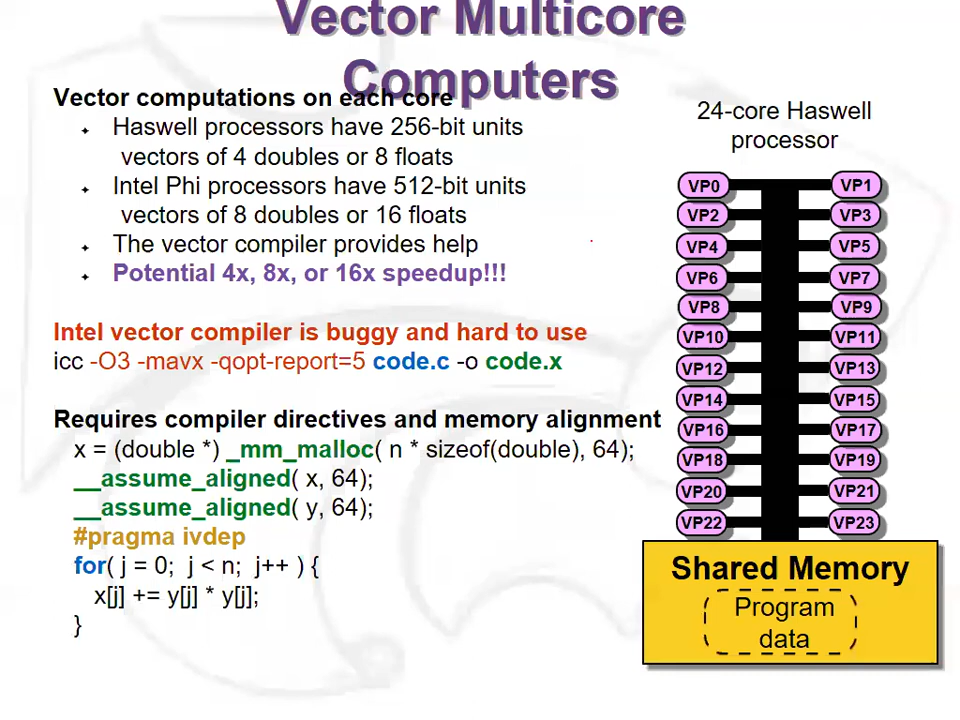 Vector Multicore
Computers
Vector computations on each core
Haswell processors have 256-bit units
vectors of 4 doubles or 8 floats
Intel Phi processors have 512-bit units
vectors of 8 doubles or 16 floats
The vector compiler provides help
Potential 4x, 8x, or 16x speedup!!!
Intel vector compiler is buggy and hard to use
icc -O3 -mavx -qopt-report=5 code.c -o code.x
Requires compiler directives and memory alignment
x = (double *) _mm_malloc( n * sizeof(double), 64);
__assume_aligned( x, 64);
__assume_aligned( y, 64);
#pragma ivdep
for( j = 0; j < n; j++ ) {
x[j] += y[j] * y[j];
}
24-core Haswell
processor
VP0 VP1
VP2 VP3
VP4 VP5
VP6 VP7
VP8 VP9
VP10 VP11
VP12 VP13
VP14 VP15
VP16 VP17
VP18 VP19
VP20 VP21
VP22 VP23
Shared Memory
Program
data